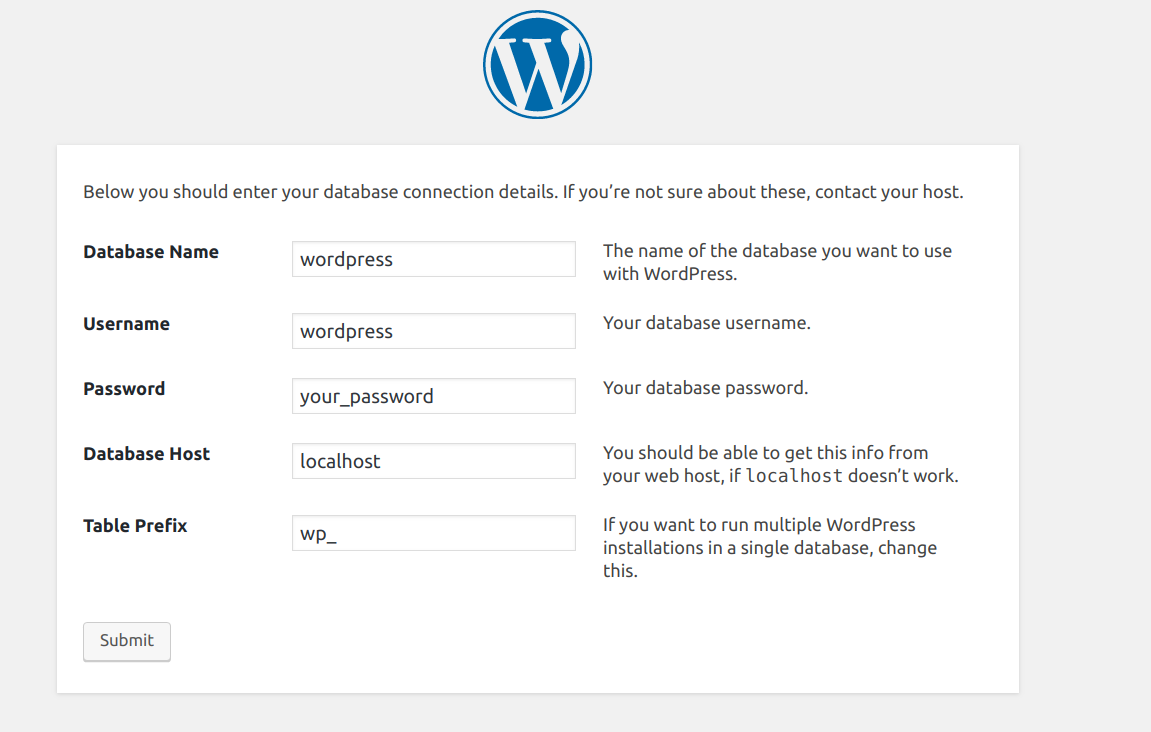 Below you should enter your database connection details. If you’re not sure about these, contact your host.
Database Name
wordpress
The name of the database you want to use
with WordPress.
Username
wordpress
Your database username.
Password
your_password
Your database password.
Database Host
localhost
You should be able to get this info from
your web host, if localhost doesn’t work.
Table Prefix
wp_
If you want to run multiple WordPress
installations in a single database, change
this.
Submit